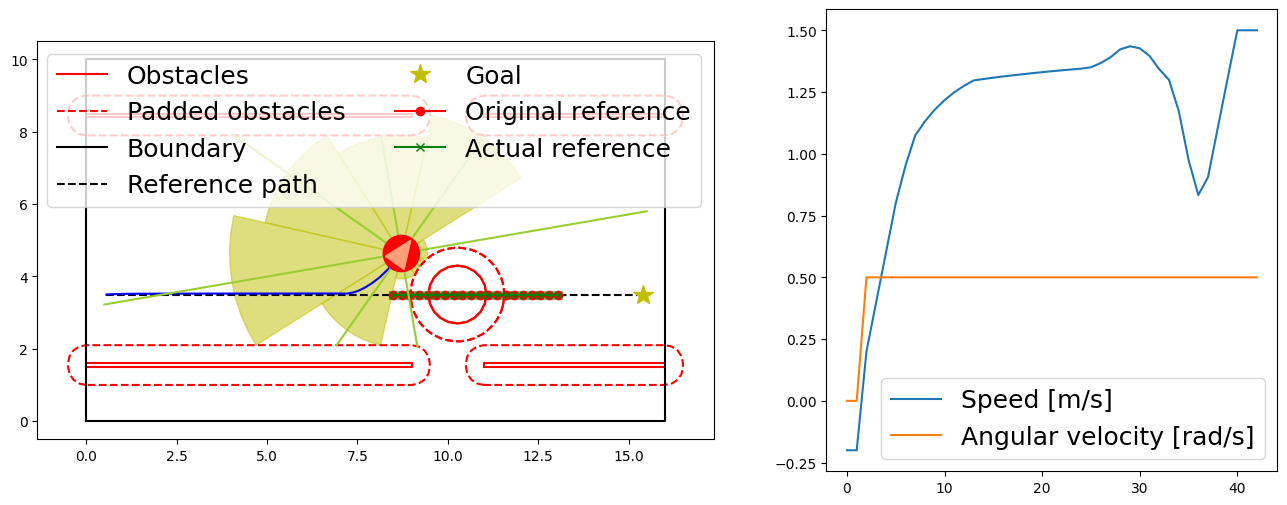 10
8
6
4
2
0
Obstacles
Padded obstacles
Boundary
Reference path
Goal
Original reference
Actual reference
0.0 2.5 5.0 7.5 10.0 12.5 15.0
1.50
1.25
1.00
0.75
0.50
0.25
0.00
-0.25
Speed [m/s]
Angular velocity [rad/s]
0 10 20 30 40